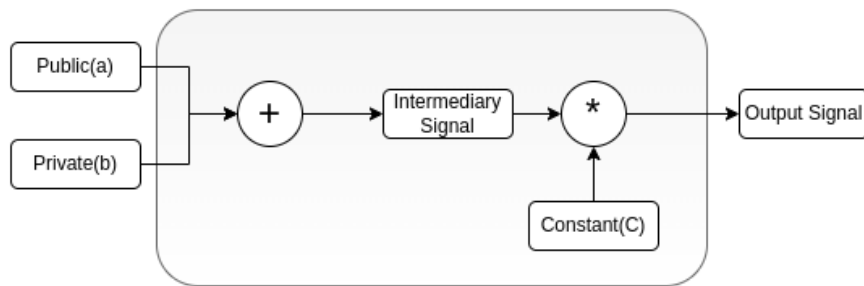 Public(a)
Private(b)
+
Intermediary
Signal
*
Constant(C)
Output Signal